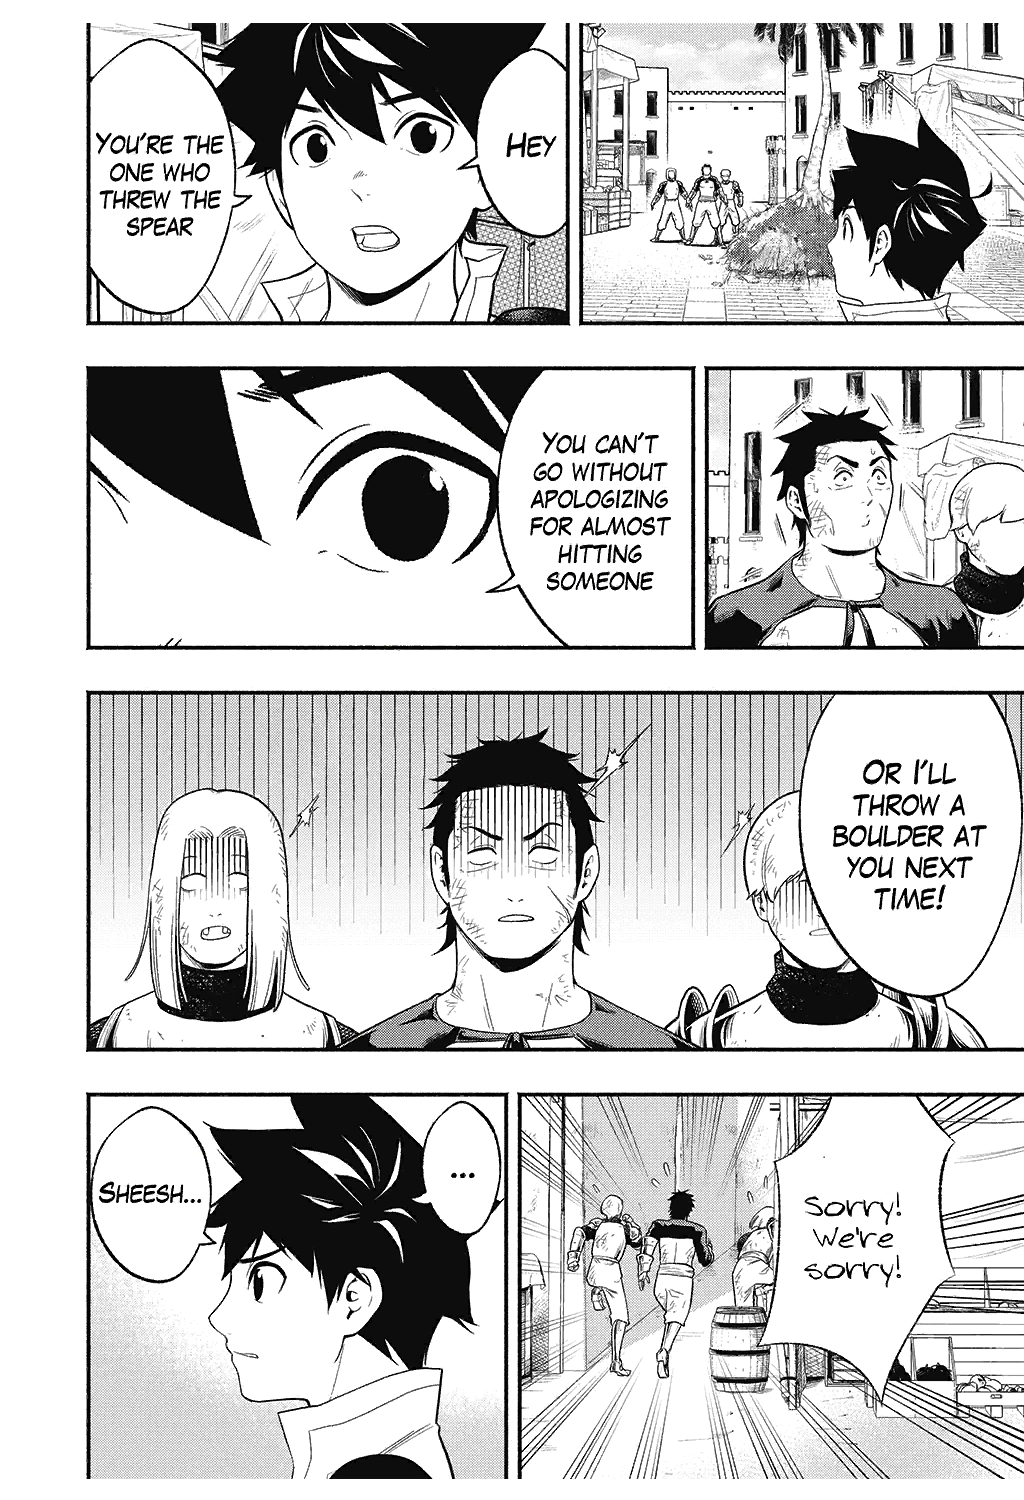 HEY
YOU'RE THE
ONE WHO
THREW THE
SPEAR
YOU CAN'T
GO WITHOUT
APOLOGIZING
FOR ALMOST
HITTING
SOMEONE
OR I'LL
THROW A
BOULDER AT
YOU NEXT
TIME!
Sorry!
We're
sorry!
...
SHEESH...